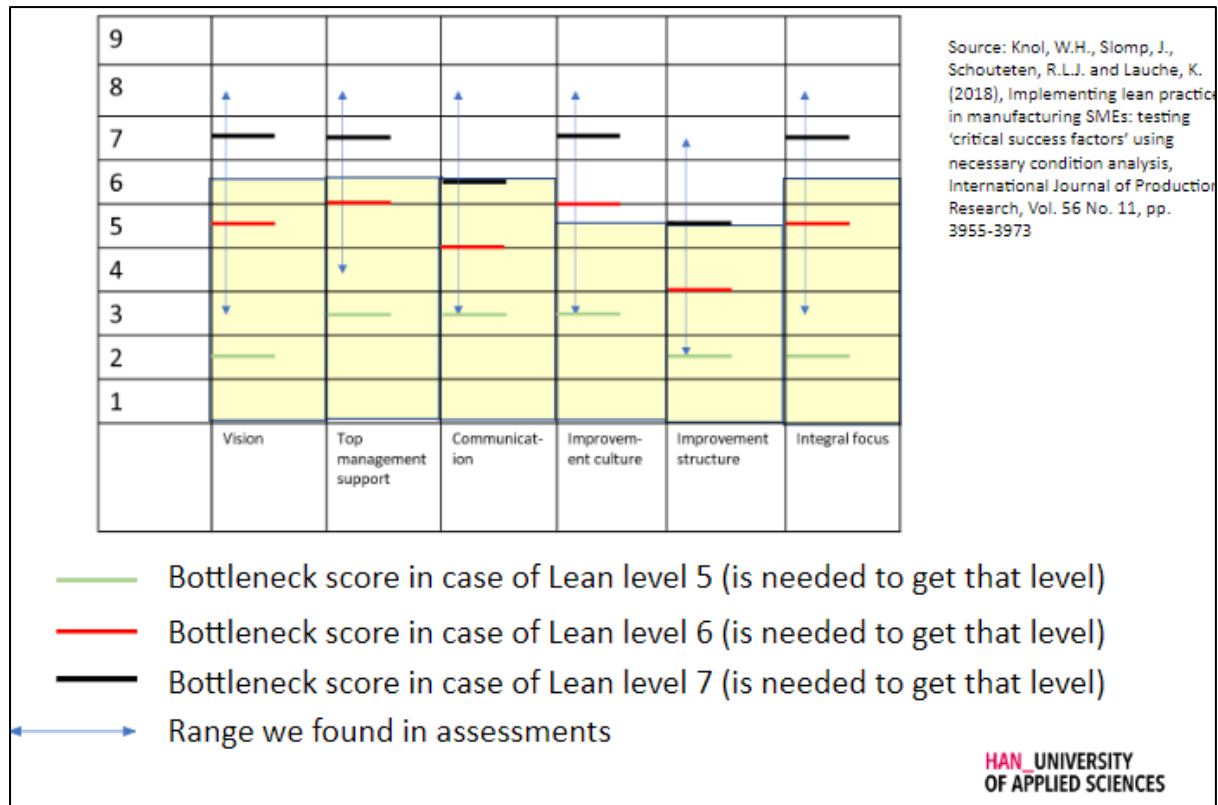 9
8
7
6
5
4
3
2
1
Vision
Top
management
support
Communicat-
ion
Improvem-
ent culture
Improvement
structure
Integral focus
Source: Knol, W.H., Slomp, J.,
Schouteten, R.L.J. and Lauche, K.
(2018), Implementing lean practice
in manufacturing SMEs: testing
‘critical success factors’ using
necessary condition analysis,
International Journal of Production
Research, Vol. 56 No. 11, pp.
3955-3973
Bottleneck score in case of Lean level 5 (is needed to get that level)
Bottleneck score in case of Lean level 6 (is needed to get that level)
Bottleneck score in case of Lean level 7 (is needed to get that level)
Range we found in assessments
HAN_UNIVERSITY
OF APPLIED SCIENCES